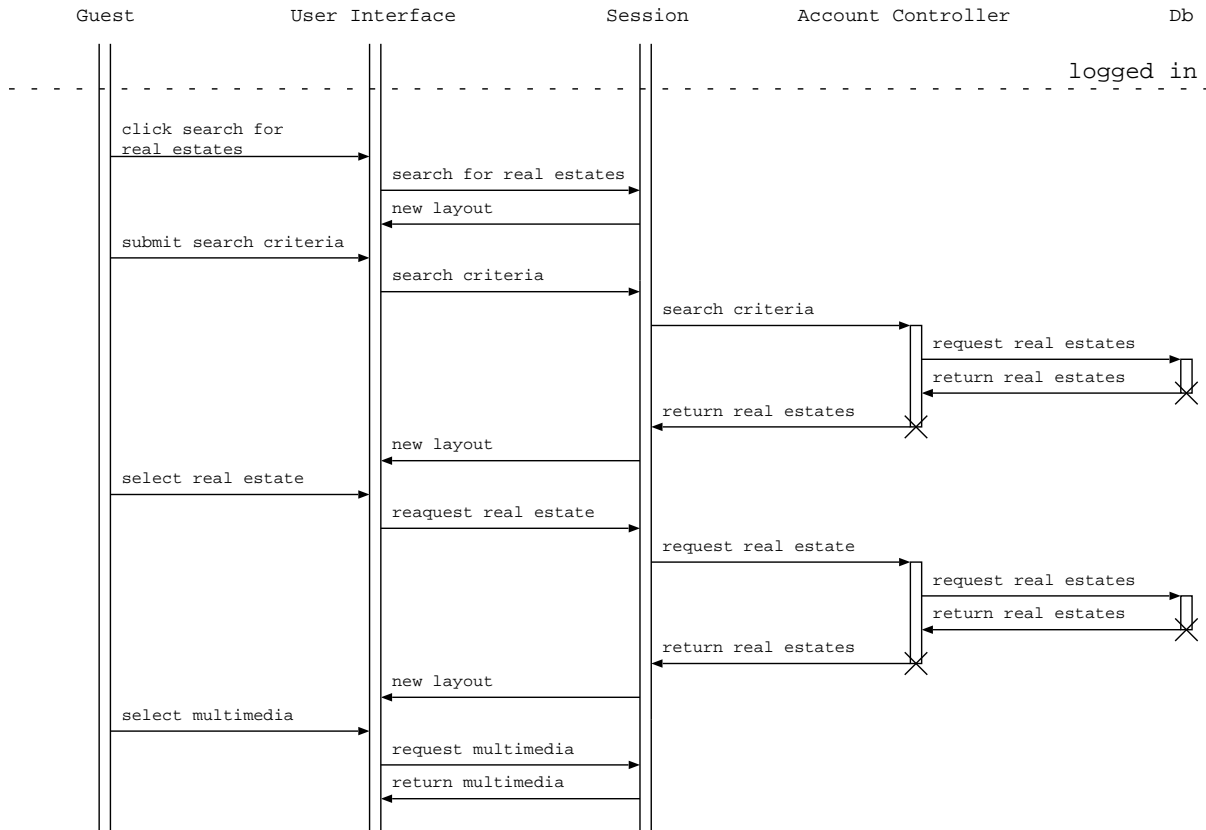 Guest User Interface Session Account Controller Db
logged in
click search for
real estates
search for real estates
new layout
submit search criteria
search criteria
search criteria
request real estates
return real estates
return real estates
new layout
select real estate
reaquest real estate
request real estate
request real estates
return real estates
return real estates
new layout
select multimedia
request multimedia
return multimedia